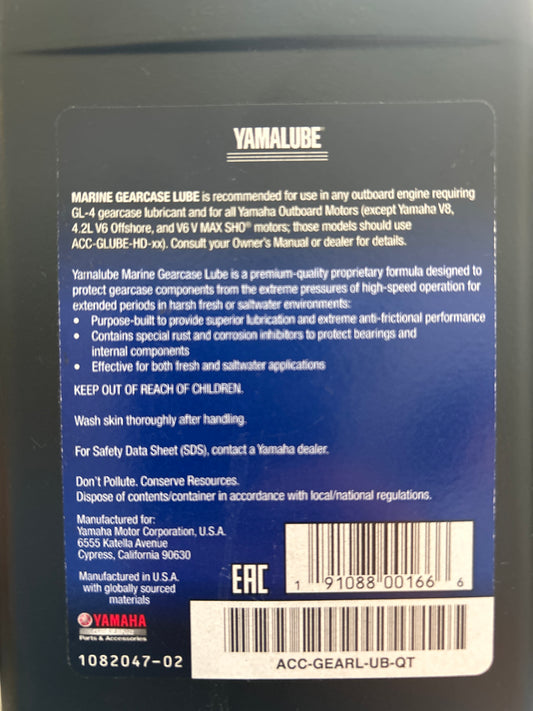 YAMALUBE
MARINE GEARCASE LUBE is recommended for use in any outboard engine requiring
GL-4 gearcase lubricant and for all Yamaha Outboard Motors (except Yamaha V8,
4.2L V6 Offshore, and V6 V MAX SHO® motors; those models should use
ACC-GLUBE-HD-xx). Consult your Owner's Manual or dealer for details.
Yamalube Marine Gearcase Lube is a premium-quality proprietary formula designed to
protect gearcase components from the extreme pressures of high-speed operation for
extended periods in harsh fresh or saltwater environments:
• Purpose-built to provide superior lubrication and extreme anti-frictional performance
• Contains special rust and corrosion inhibitors to protect bearings and
internal components
• Effective for both fresh and saltwater applications
KEEP OUT OF REACH OF CHILDREN.
Wash skin thoroughly after handling.
For Safety Data Sheet (SDS), contact a Yamaha dealer.
Don't Pollute. Conserve Resources.
Dispose of contents/container in accordance with local/national regulations.
Manufactured for:
Yamaha Motor Corporation, U.S.A.
6555 Katella Avenue
Cypress, California 90630
Manufactured in U.S.A.
with globally sourced
materials
EAC
1 91088 00166 6
YAMAHA
Parts & Accessories
1082047-02
ACC-GEARL-UB-QT